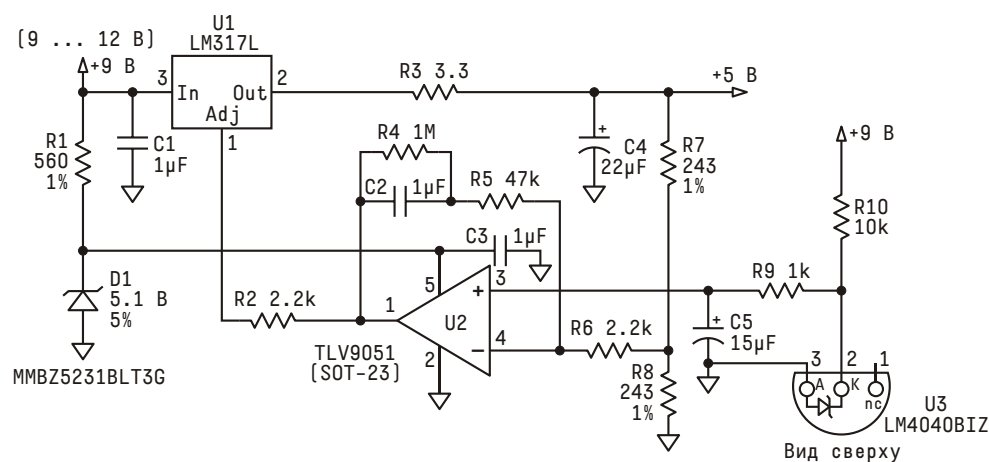 (9 ... 12 В)
+9 В
U1
LM317L
3
In
Out
2
Adj
1
R3 3.3
+5 В
R1
560
1%
C1
1µF
R4 1M
C2
1µF
R5 47k
C4
22µF
+
R7
243
1%
+9 В
R10
10k
C3
1µF
D1
5.1 В
5%
MMBZ5231BLT3G
R2 2.2k
1
5
U2
2
+
3
−
4
TLV9051
(SOT-23)
R6 2.2k
R8
243
1%
R9 1k
+
C5
15µF
3
2
1
A
K
nc
U3
LM4040BIZ
Вид сверху